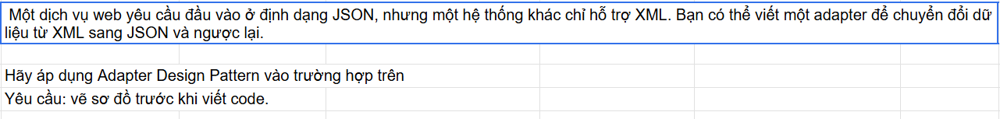 Một dịch vụ web yêu cầu đầu vào ở định dạng JSON, nhưng một hệ thống khác chỉ hỗ trợ XML. Bạn có thể viết một adapter để chuyển đổi dữ
liệu từ XML sang JSON và ngược lại.
Hãy áp dụng Adapter Design Pattern vào trường hợp trên
Yêu cầu: vẽ sơ đồ trước khi viết code.